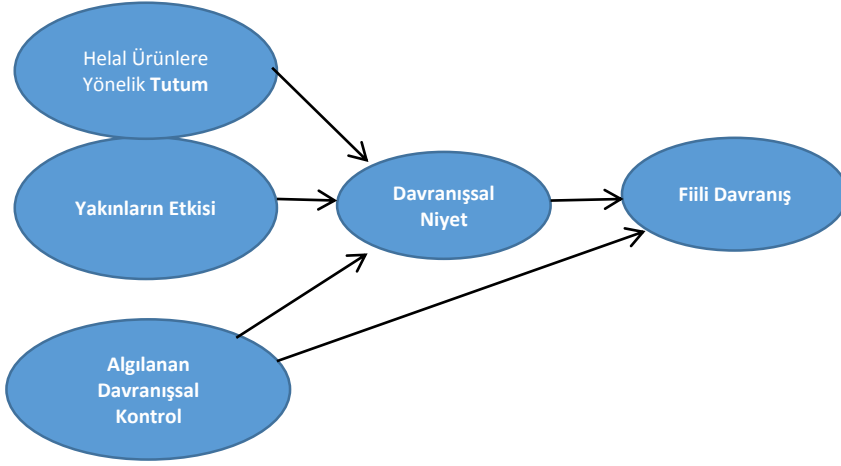 Helal Ürünlere
Yönelik Tutum
Yakınların Etkisi
Davranışsal
Niyet
Fiili Davranış
Algılanan
Davranışsal
Kontrol